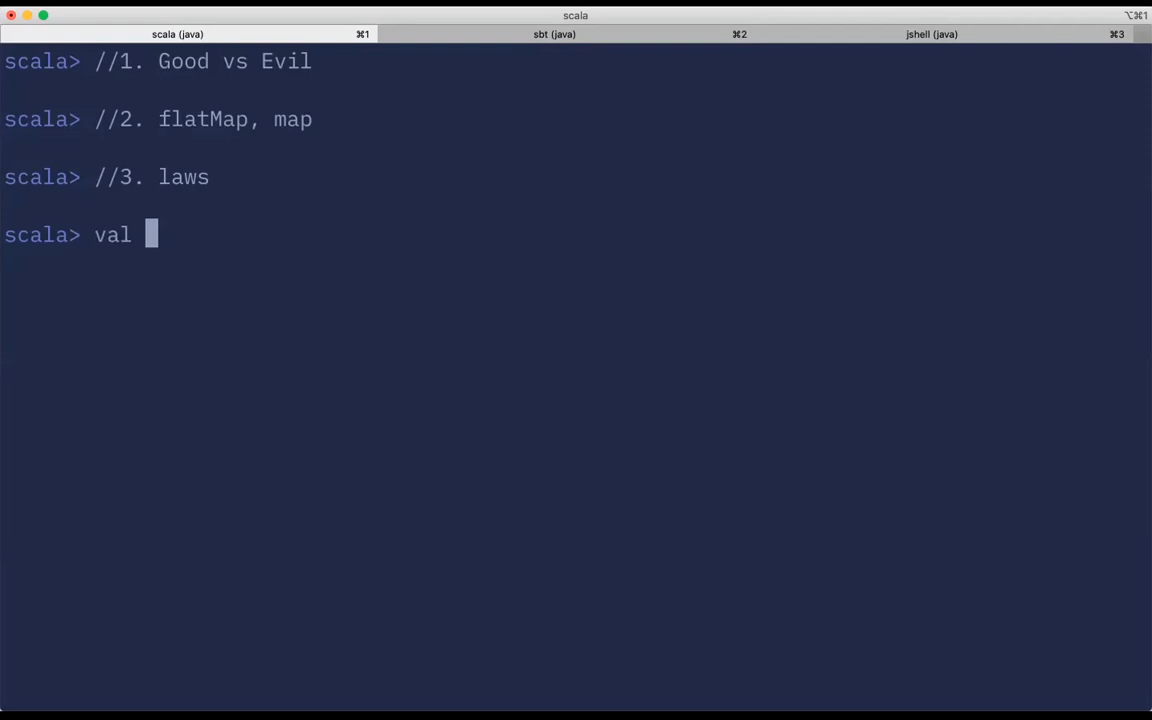 scala
⌥⌘1
scala (java) ⌘1
sbt (java) ⌘2
jshell (java) ⌘3
scala> //1. Good vs Evil
scala> //2. flatMap, map
scala> //3. laws
scala> val